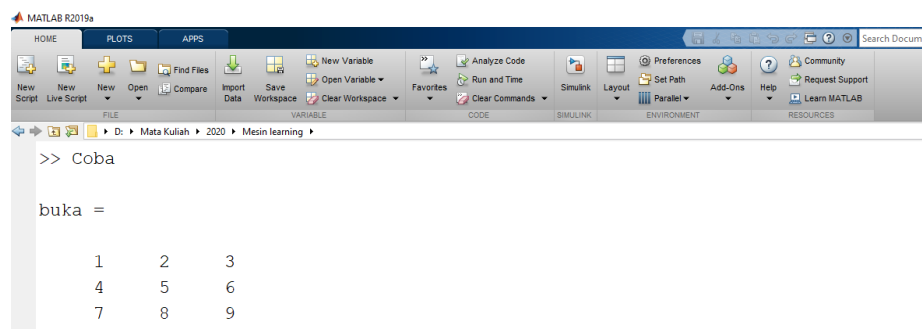 MATLAB R2019a
HOME PLOTS APPS Search Docum
New Script New Live Script New Open Find Files Compare Import Data Save Workspace New Variable Open Variable Clear Workspace Favorites Analyze Code Run and Time Clear Commands Simulink Layout Preferences Set Path Parallel Add-Ons Help Community Request Support Learn MATLAB
FILE VARIABLE CODE SIMULINK ENVIRONMENT RESOURCES
D: Mata Kuliah 2020 Mesin learning
>> Coba
buka =
1 2 3
4 5 6
7 8 9